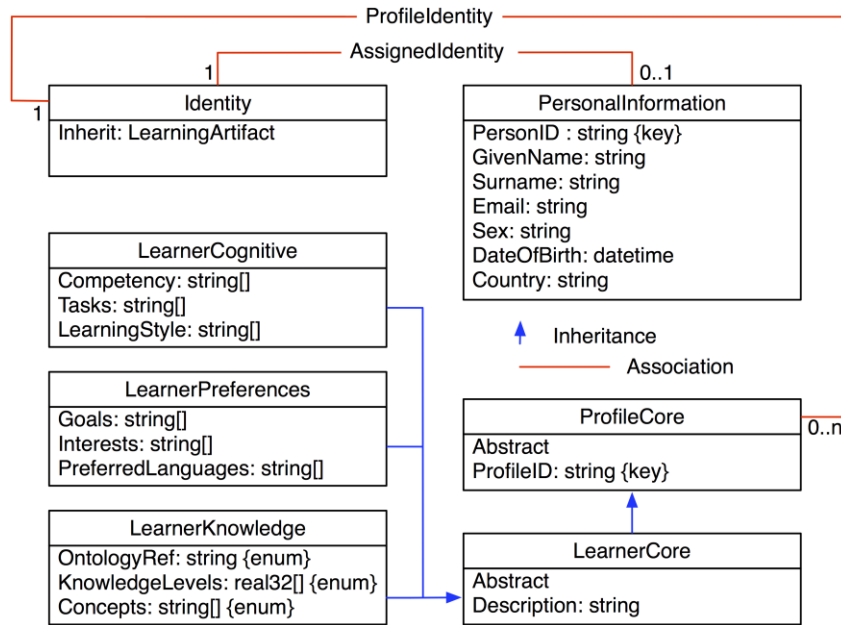 ProfileIdentity
AssignedIdentity
1
0..1
1
Identity
Inherit: LearningArtifact
PersonalInformation
PersonID : string {key}
GivenName: string
Surname: string
Email: string
Sex: string
DateOfBirth: datetime
Country: string
LearnerCognitive
Competency: string[]
Tasks: string[]
LearningStyle: string[]
Inheritance
Association
LearnerPreferences
Goals: string[]
Interests: string[]
PreferredLanguages: string[]
ProfileCore
Abstract
ProfileID: string {key}
0..n
LearnerKnowledge
OntologyRef: string {enum}
KnowledgeLevels: real32[] {enum}
Concepts: string[] {enum}
LearnerCore
Abstract
Description: string